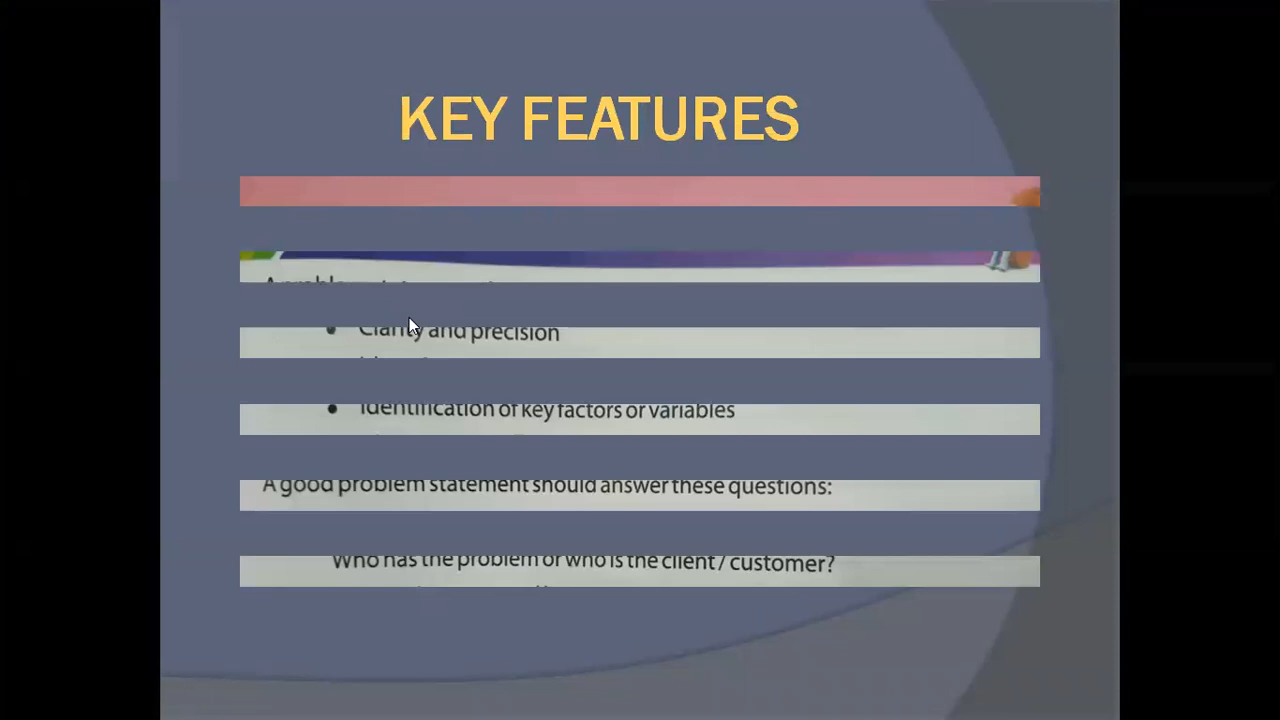 KEY FEATURES
• Clarity and precision
• Identification of key factors or variables
A good problem statement should answer these questions:
Who has the problem or who is the client / customer?